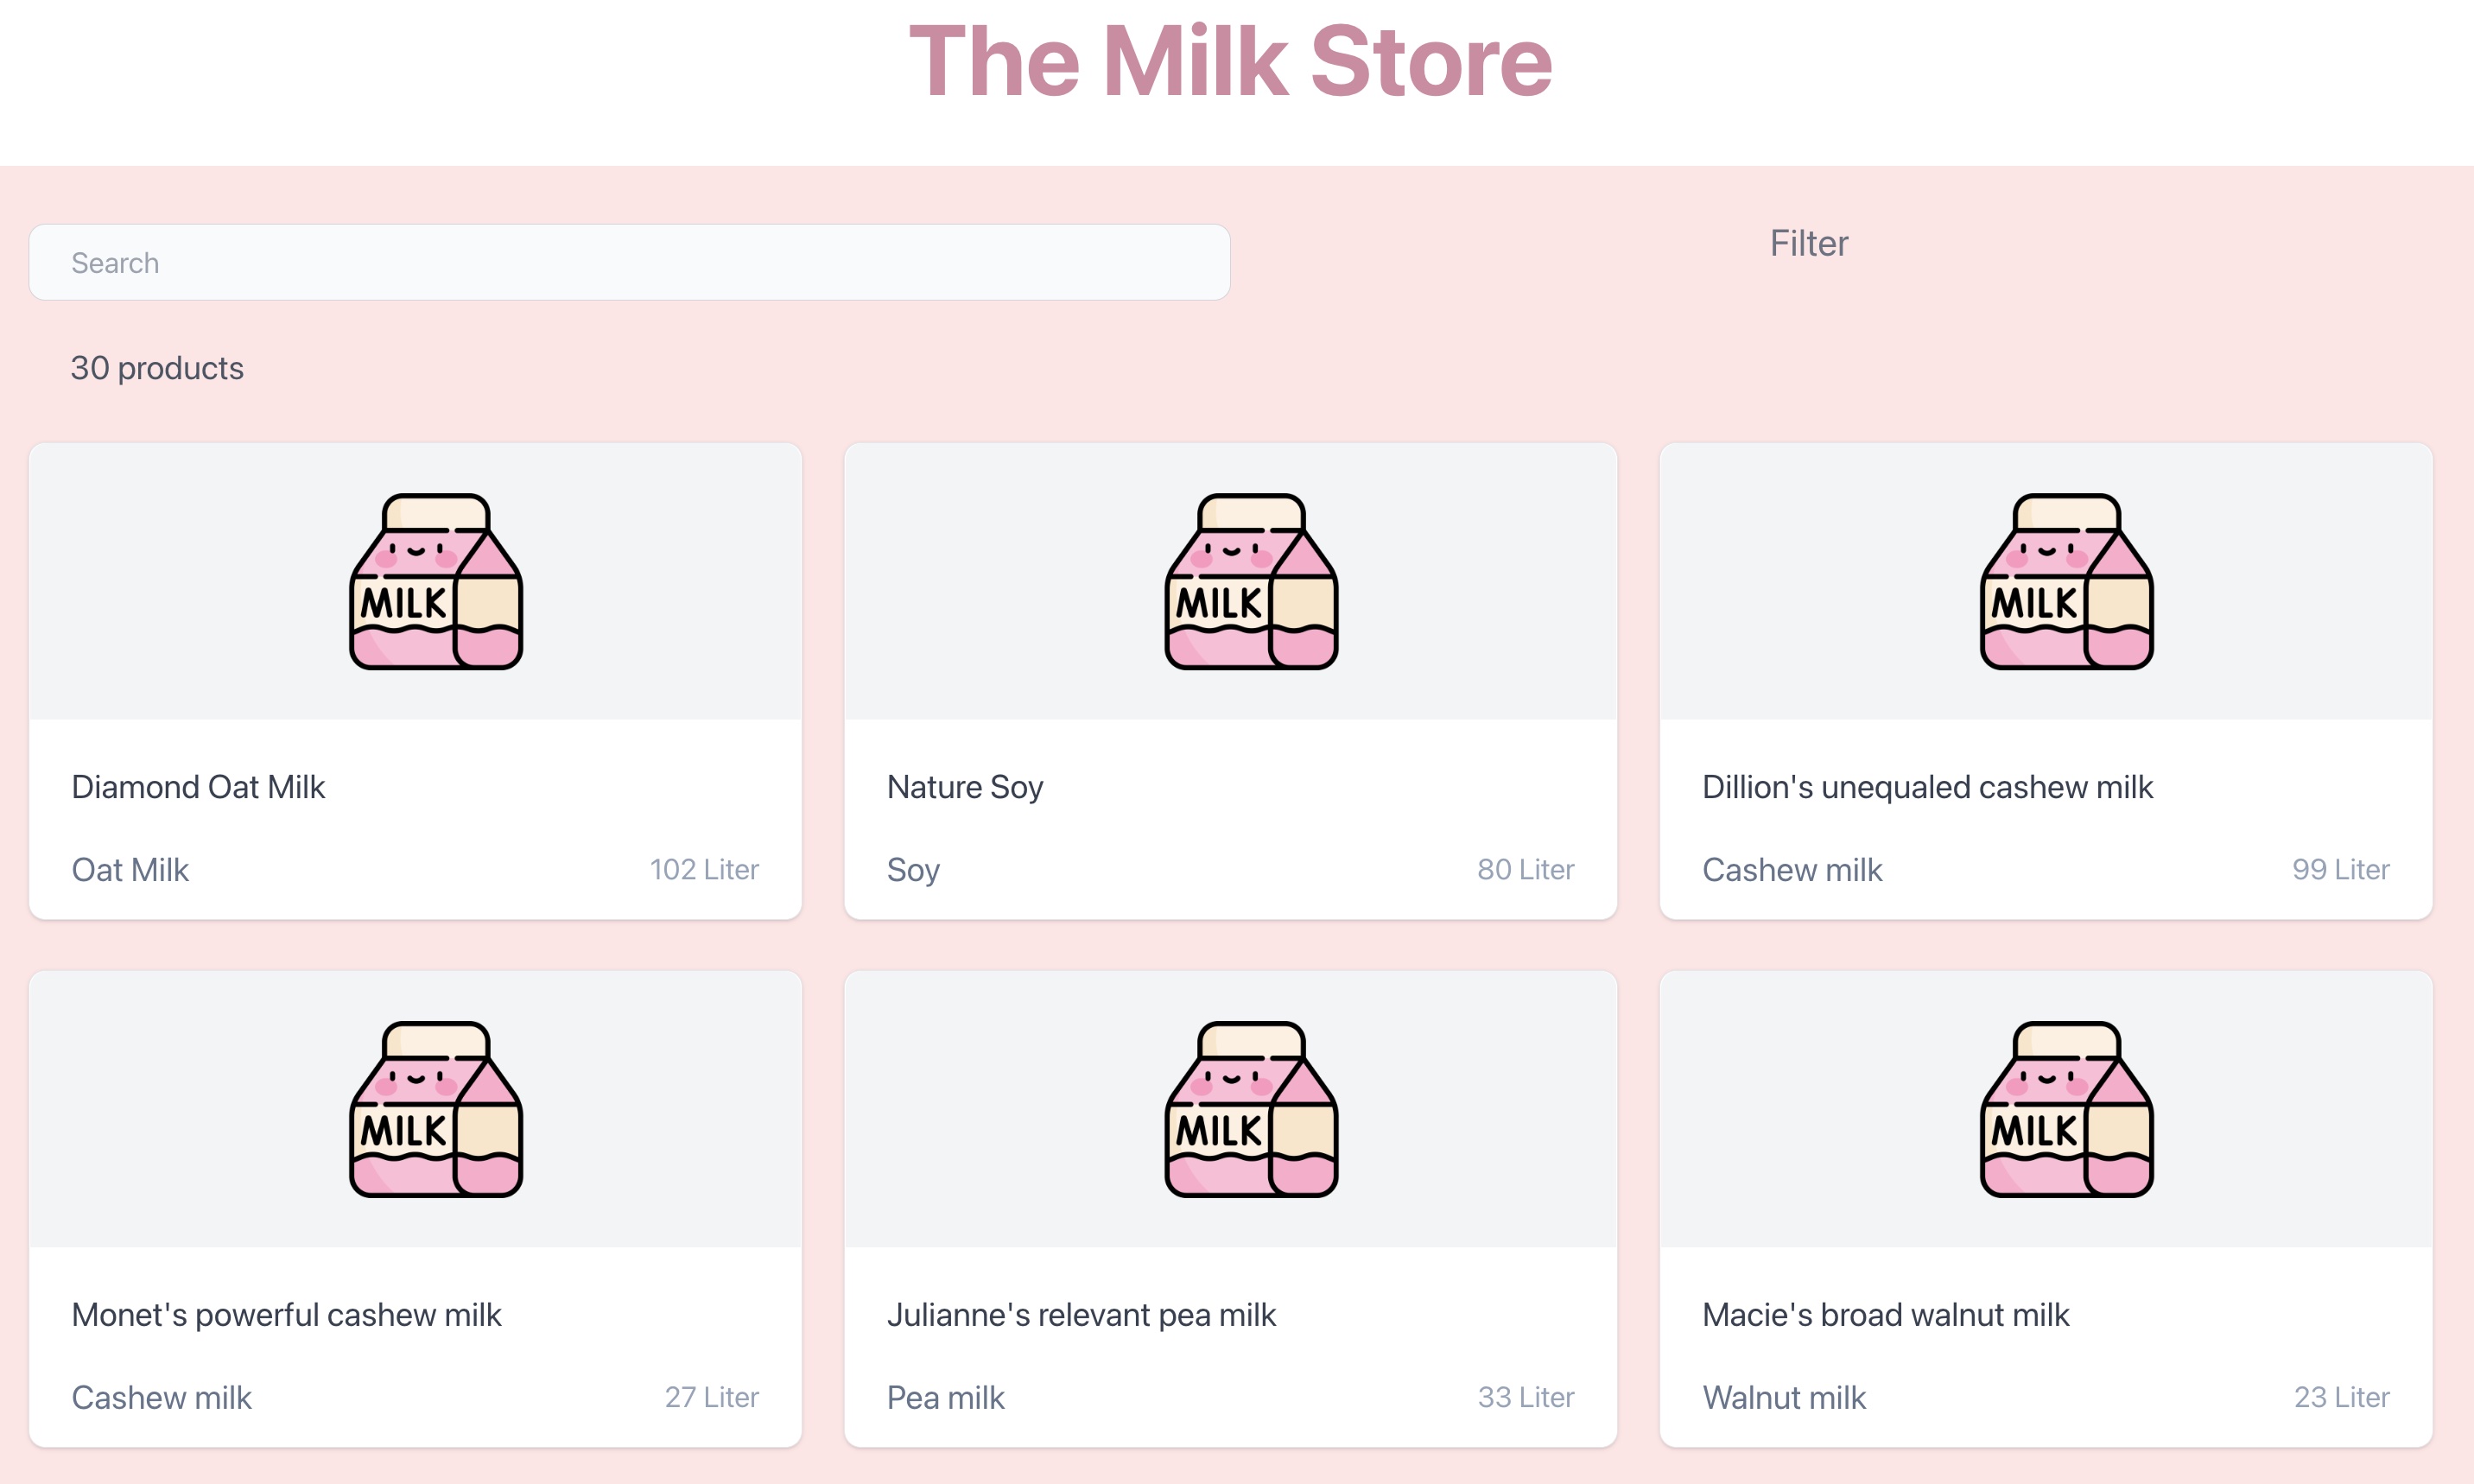 The Milk Store
Search
Filter
30 products
MILK
MILK
MILK
Diamond Oat Milk
Nature Soy
Dillion's unequaled cashew milk
Oat Milk 102 Liter
Soy 80 Liter
Cashew milk 99 Liter
MILK
MILK
MILK
Monet's powerful cashew milk
Julianne's relevant pea milk
Macie's broad walnut milk
Cashew milk 27 Liter
Pea milk 33 Liter
Walnut milk 23 Liter